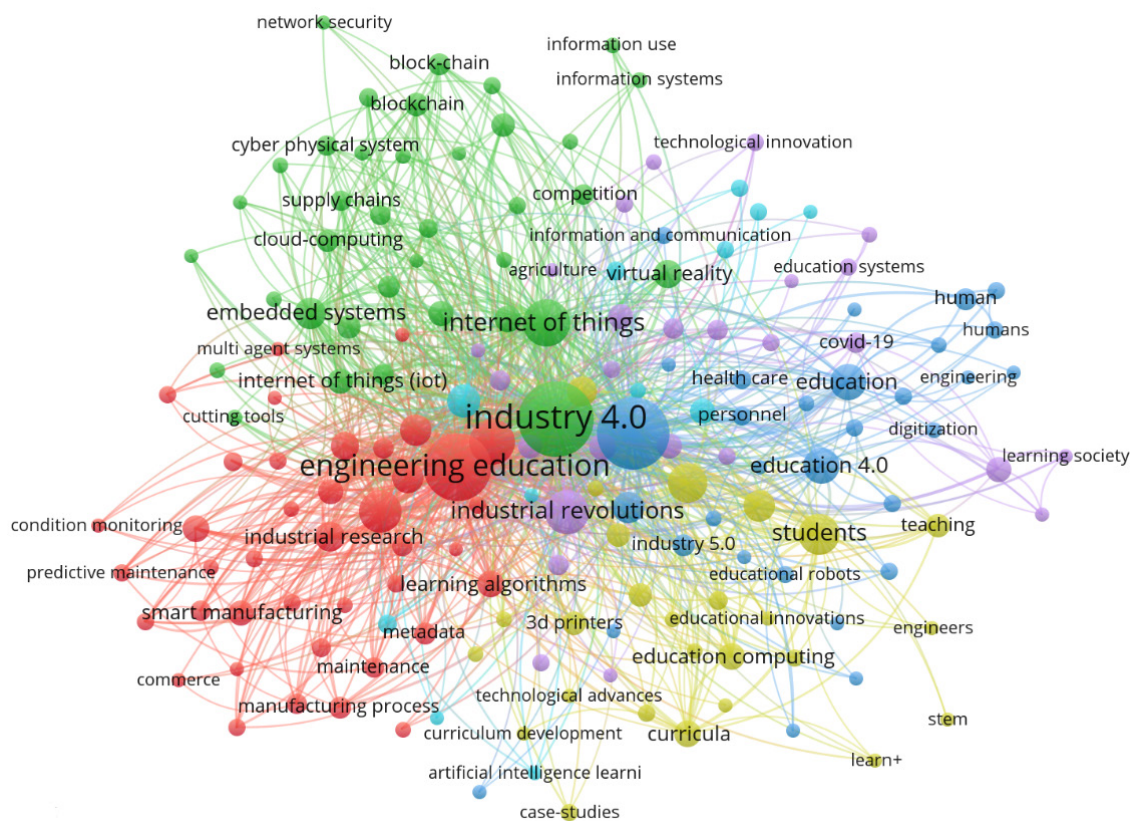 network security
information use
block-chain
information systems
blockchain
technological innovation
cyber physical system
competition
supply chains
information and communication
cloud-computing
agriculture
virtual reality
education systems
human
embedded systems
internet of things
humans
covid-19
multi agent systems
internet of things (iot)
health care
education
engineering
cutting tools
industry 4.0
personnel
digitization
learning society
engineering education
education 4.0
industrial revolutions
condition monitoring
teaching
industrial research
students
industry 5.0
predictive maintenance
educational robots
learning algorithms
smart manufacturing
3d printers
educational innovations
metadata
engineers
education computing
maintenance
commerce
technological advances
manufacturing process
stem
curriculum development
curricula
learn+
artificial intelligence learni
case-studies